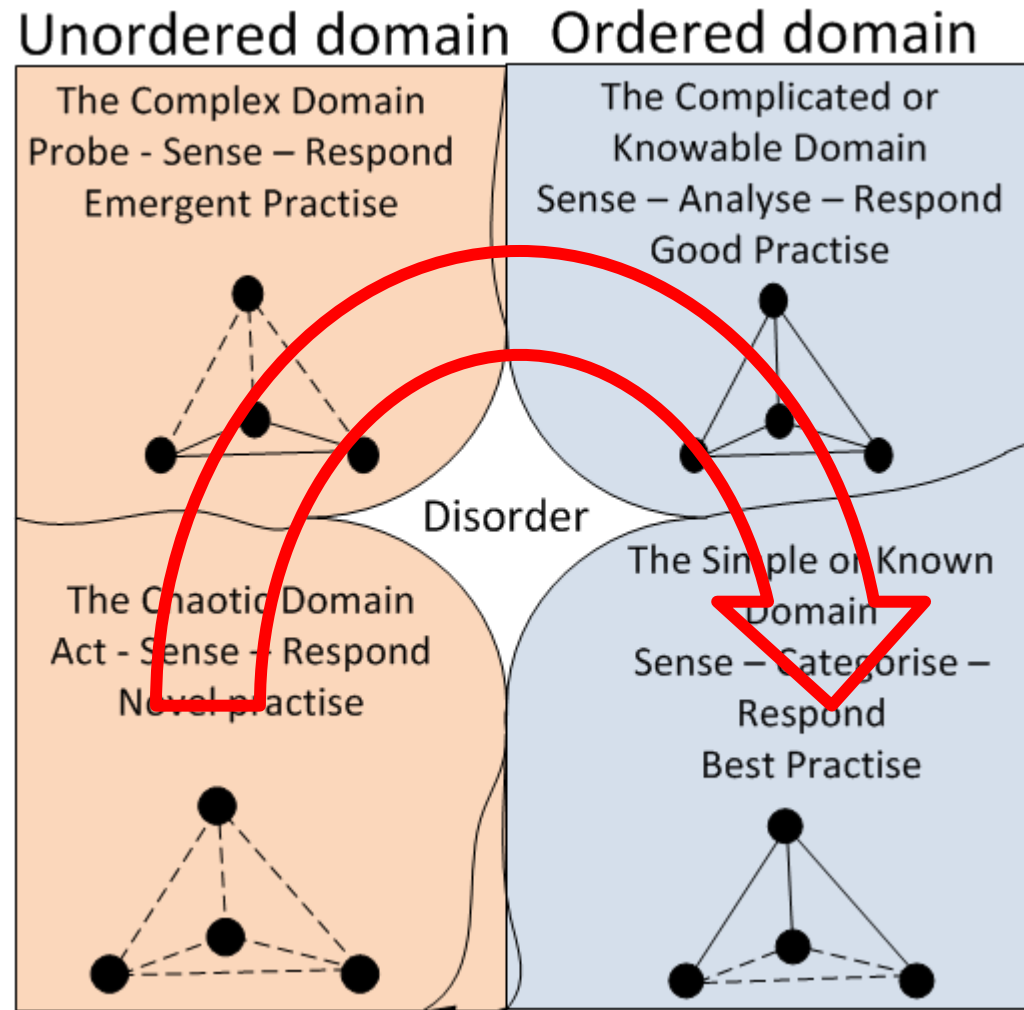 Unordered domain
Ordered domain
The Complex Domain
Probe - Sense – Respond
Emergent Practise
The Complicated or
Knowable Domain
Sense – Analyse – Respond
Good Practise
Disorder
The Chaotic Domain
Act - Sense – Respond
Novel practise
The Simple or Known
Domain
Sense – Categorise –
Respond
Best Practise